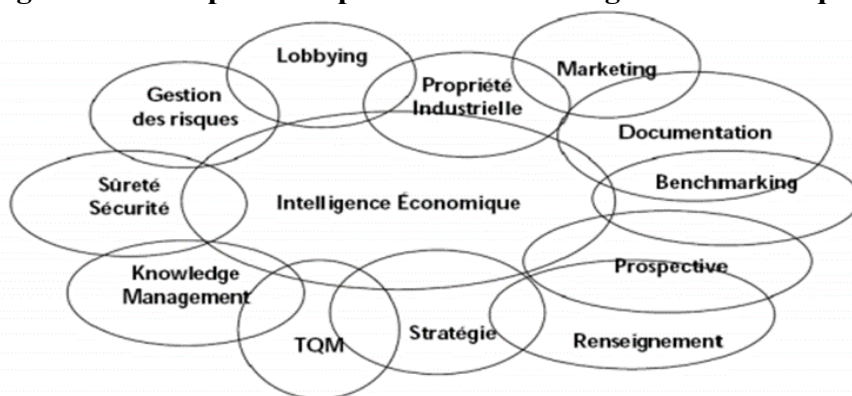 Lobbying
Marketing
Propriété
Industrielle
Gestion
des risques
Documentation
Benchmarking
Sûreté
Sécurité
Intelligence Économique
Knowledge
Management
Prospective
TQM
Stratégie
Renseignement